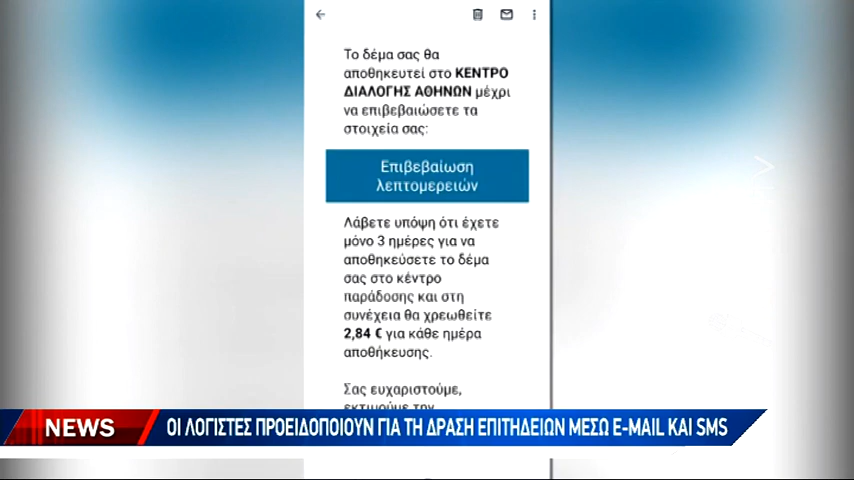 Το δέμα σας θα
αποθηκευτεί στο ΚΕΝΤΡΟ
ΔΙΑΛΟΓΗΣ ΑΘΗΝΩΝ μέχρι
να επιβεβαιώσετε τα
στοιχεία σας:
Επιβεβαίωση
λεπτομερειών
Λάβετε υπόψη ότι έχετε
μόνο 3 ημέρες για να
αποθηκεύσετε το δέμα
σας στο κέντρο
παράδοσης και στη
συνέχεια θα χρεωθείτε
2,84 € για κάθε ημέρα
αποθήκευσης.
Σας ευχαριστούμε,
εκτιμούμε την
NEWS
ΟΙ ΛΟΓΙΣΤΕΣ ΠΡΟΕΙΔΟΠΟΙΟΥΝ ΓΙΑ ΤΗ ΔΡΑΣΗ ΕΠΙΤΗΔΕΙΩΝ ΜΕΣΩ E-MAIL ΚΑΙ SMS